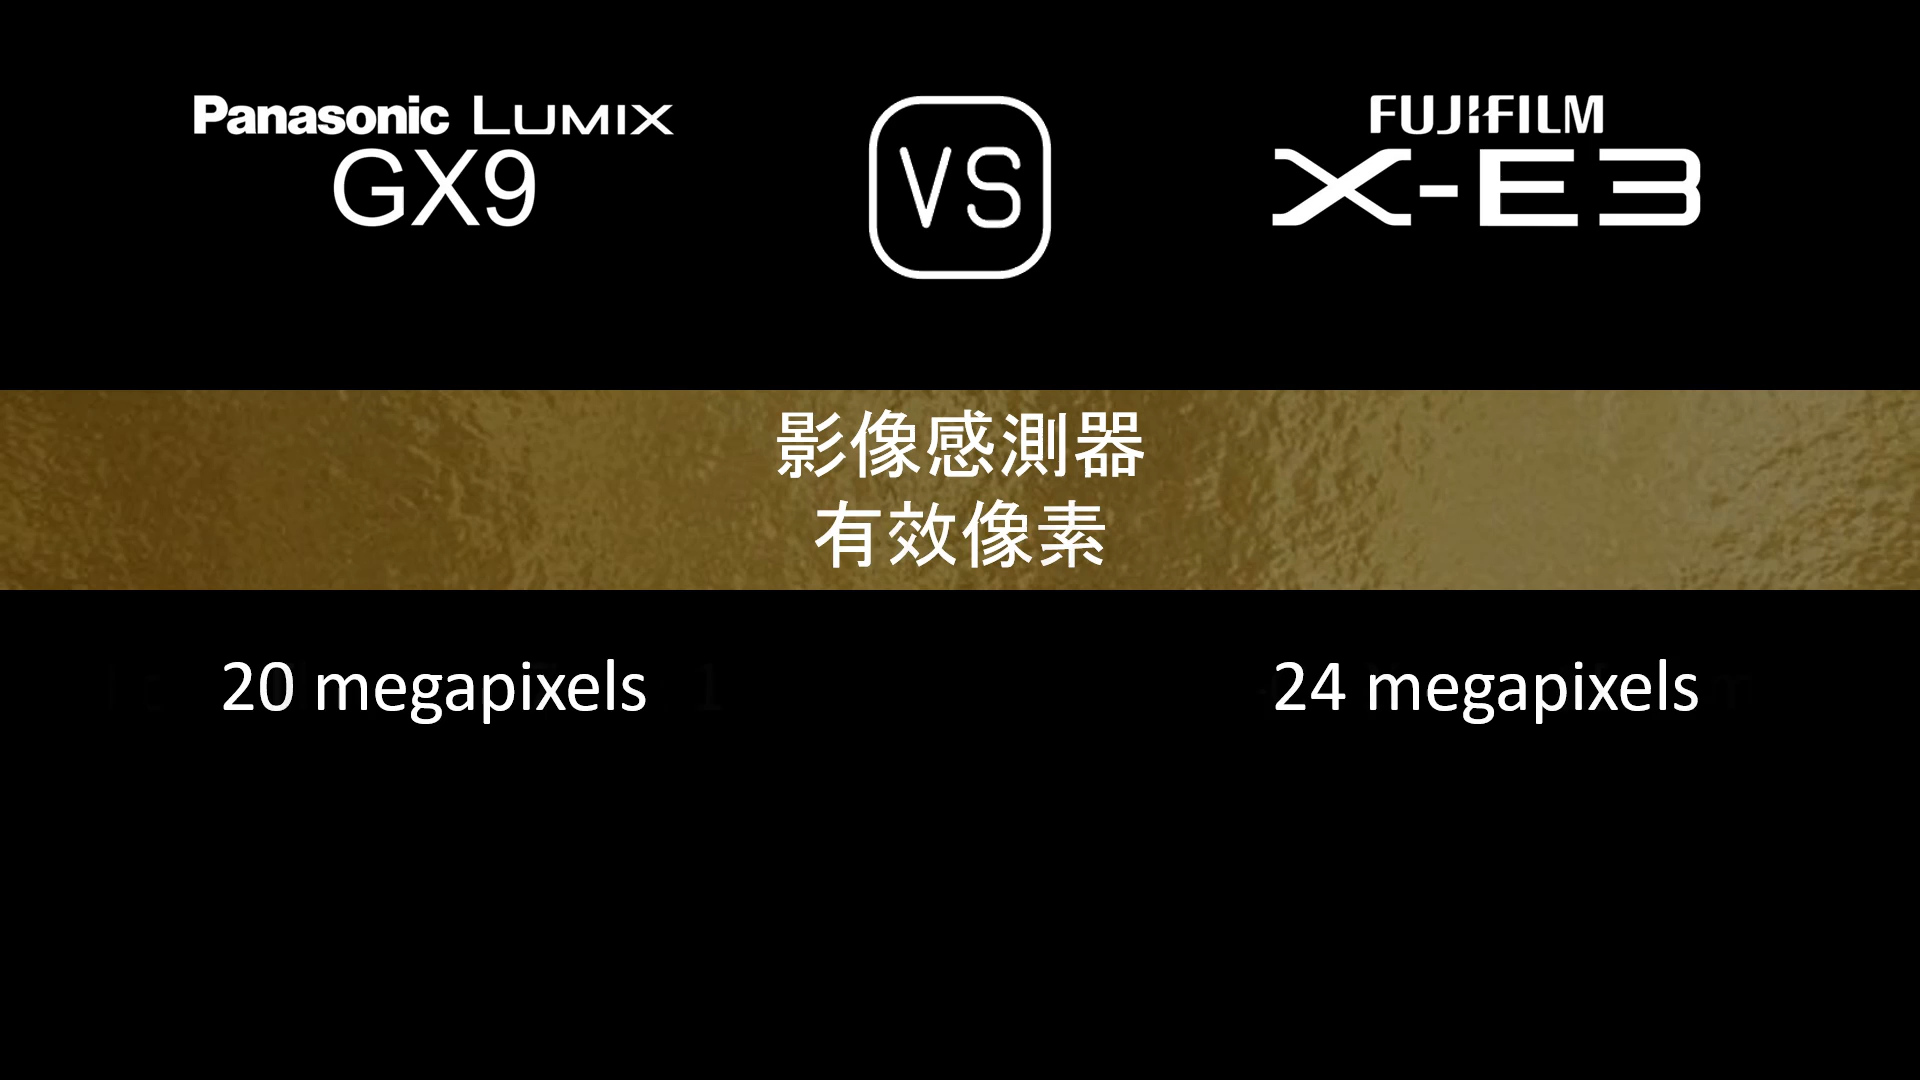 Panasonic LUMIX
GX9
VS
FUJIFILM
X-E3
影像感測器
有效像素
20 megapixels
24 megapixels